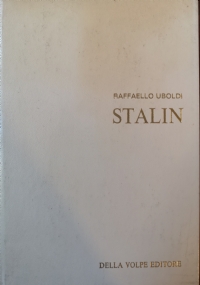 RAFFAELLO UBOLDI
STALIN
DELLA VOLPE EDITORE